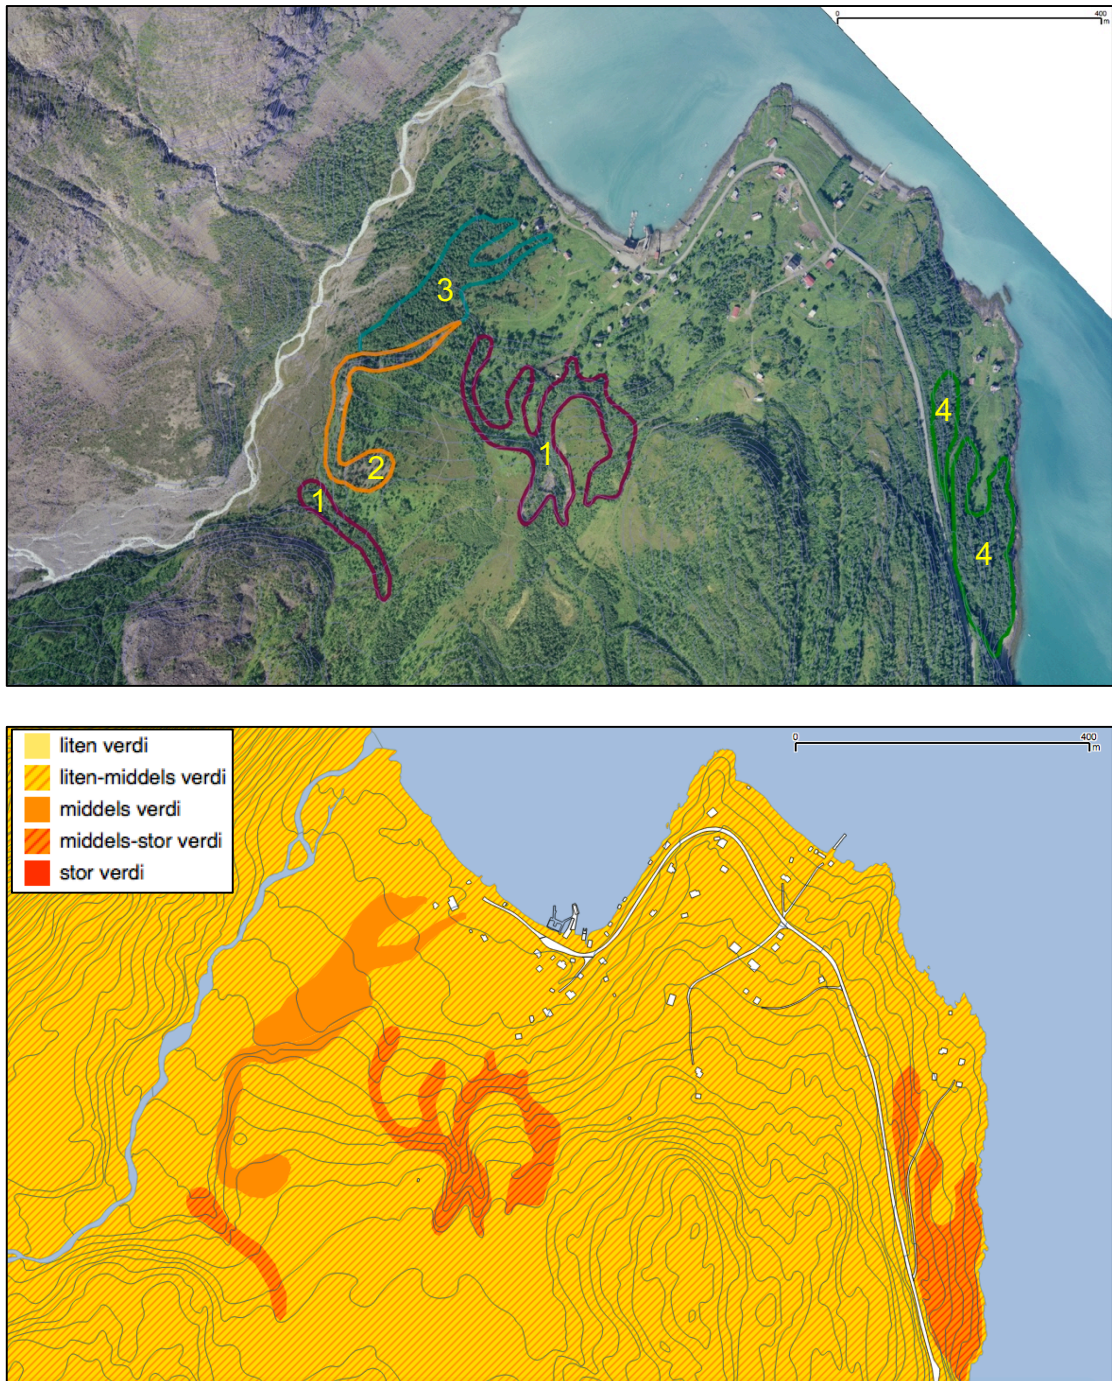 0 400
m
3
4
1
2
1
4
liten verdi
liten-middels verdi
middels verdi
middels-stor verdi
stor verdi
0 400
m